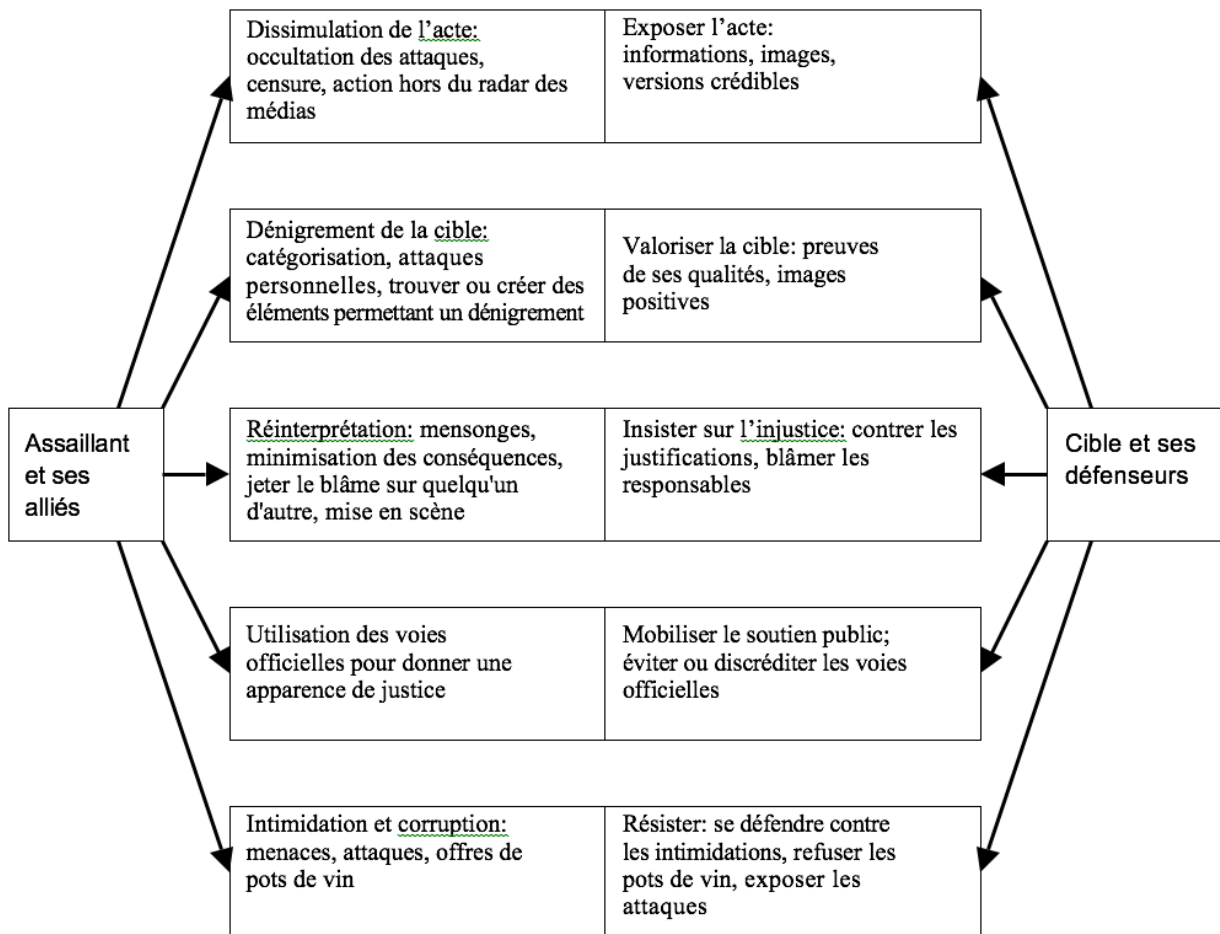 Dissimulation de l’acte:
occultation des attaques,
censure, action hors du radar des
médias
Exposer l’acte:
informations, images,
versions crédibles
Dénigrement de la cible:
catégorisation, attaques
personnelles, trouver ou créer des
éléments permettant un dénigrement
Valoriser la cible: preuves
de ses qualités, images
positives
Assaillant
et ses
alliés
Réinterprétation: mensonges,
minimisation des conséquences,
jeter le blâme sur quelqu'un
d'autre, mise en scène
Insister sur l’injustice: contrer les
justifications, blâmer les
responsables
Cible et ses
défenseurs
Utilisation des voies
officielles pour donner une
apparence de justice
Mobiliser le soutien public;
éviter ou discréditer les voies
officielles
Intimidation et corruption:
menaces, attaques, offres de
pots de vin
Résister: se défendre contre
les intimidations, refuser les
pots de vin, exposer les
attaques